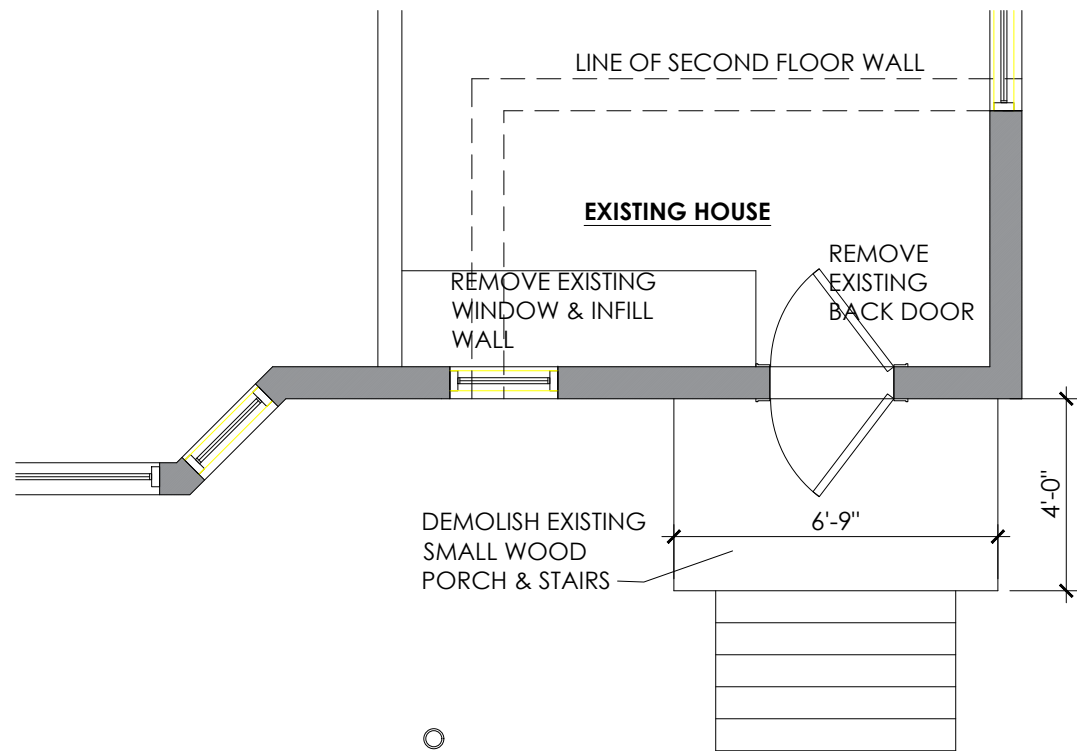 LINE OF SECOND FLOOR WALL
EXISTING HOUSE
REMOVE
EXISTING
BACK DOOR
REMOVE EXISTING
WINDOW & INFILL
WALL
DEMOLISH EXISTING
SMALL WOOD
PORCH & STAIRS
6'-9"
4'-0"